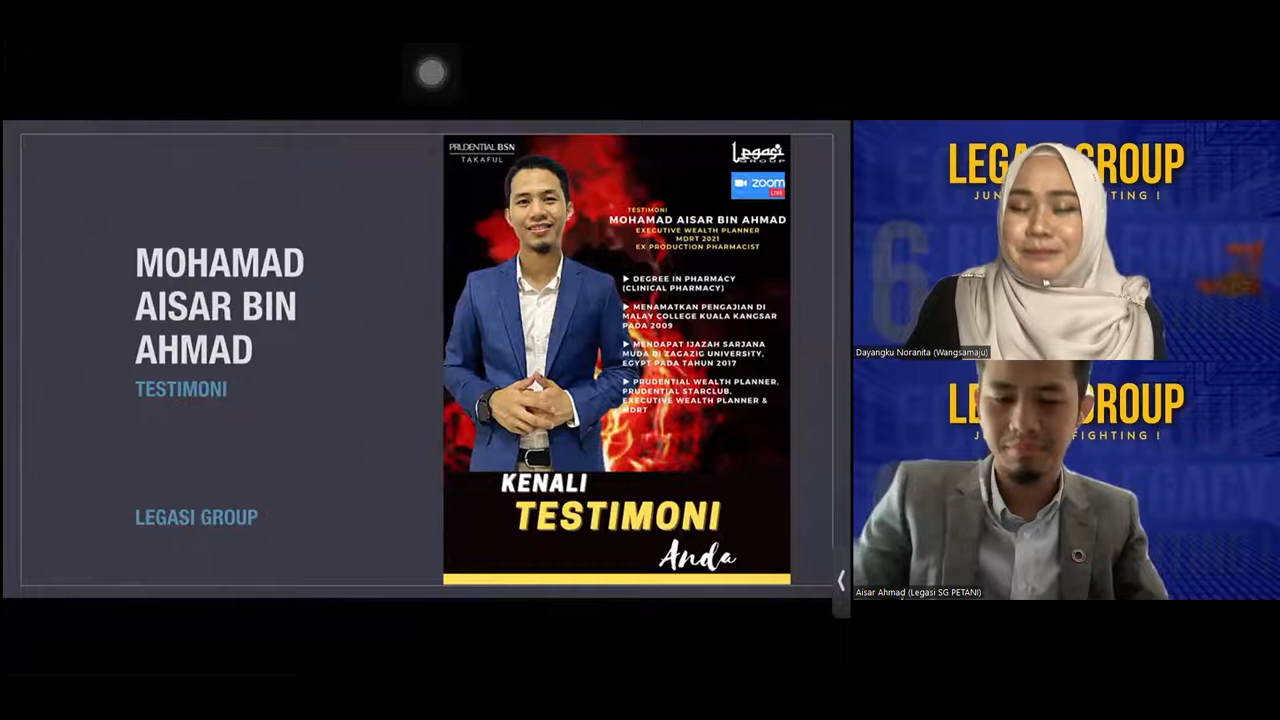 MOHAMAD
AISAR BIN
AHMAD
TESTIMONI
LEGASI GROUP
PRUDENTIAL BSN
TAKAFUL
Legasi
GROUP
zoom
LIVE
TESTIMONI
MOHAMAD AISAR BIN AHMAD
EXECUTIVE WEALTH PLANNER
MDRT 2021
EX PRODUCTION PHARMACIST
▶ DEGREE IN PHARMACY
(CLINICAL PHARMACY)
▶ MENAMATKAN PENGAJIAN DI
MALAY COLLEGE KUALA KANGSAR
PADA 2009
▶ MENDAPAT IJAZAH SARJANA
MUDA DI ZAGAZIG UNIVERSITY,
EGYPT PADA TAHUN 2017
▶ PRUDENTIAL WEALTH PLANNER,
PRUDENTIAL STARCLUB,
EXECUTIVE WEALTH PLANNER &
MDRT
KENALI
TESTIMONI
Anda
GROUP
Dayangku Noranita (Wangsamaju)
GROUP
FIGHTING !
Aisar Ahmad (Legasi SG PETANI)